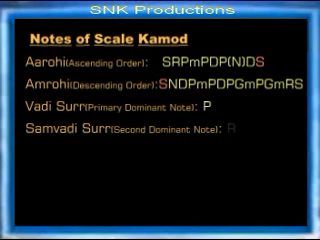 SNK Productions
Notes of Scale Kamod
Aarohi(Ascending Order): SRPmPDP(N)DS
Amrohi(Descending Order):SNDPmPDPGmPGmRS
Vadi Surr(Primary Dominant Note): P
Samvadi Surr(Second Dominant Note): R